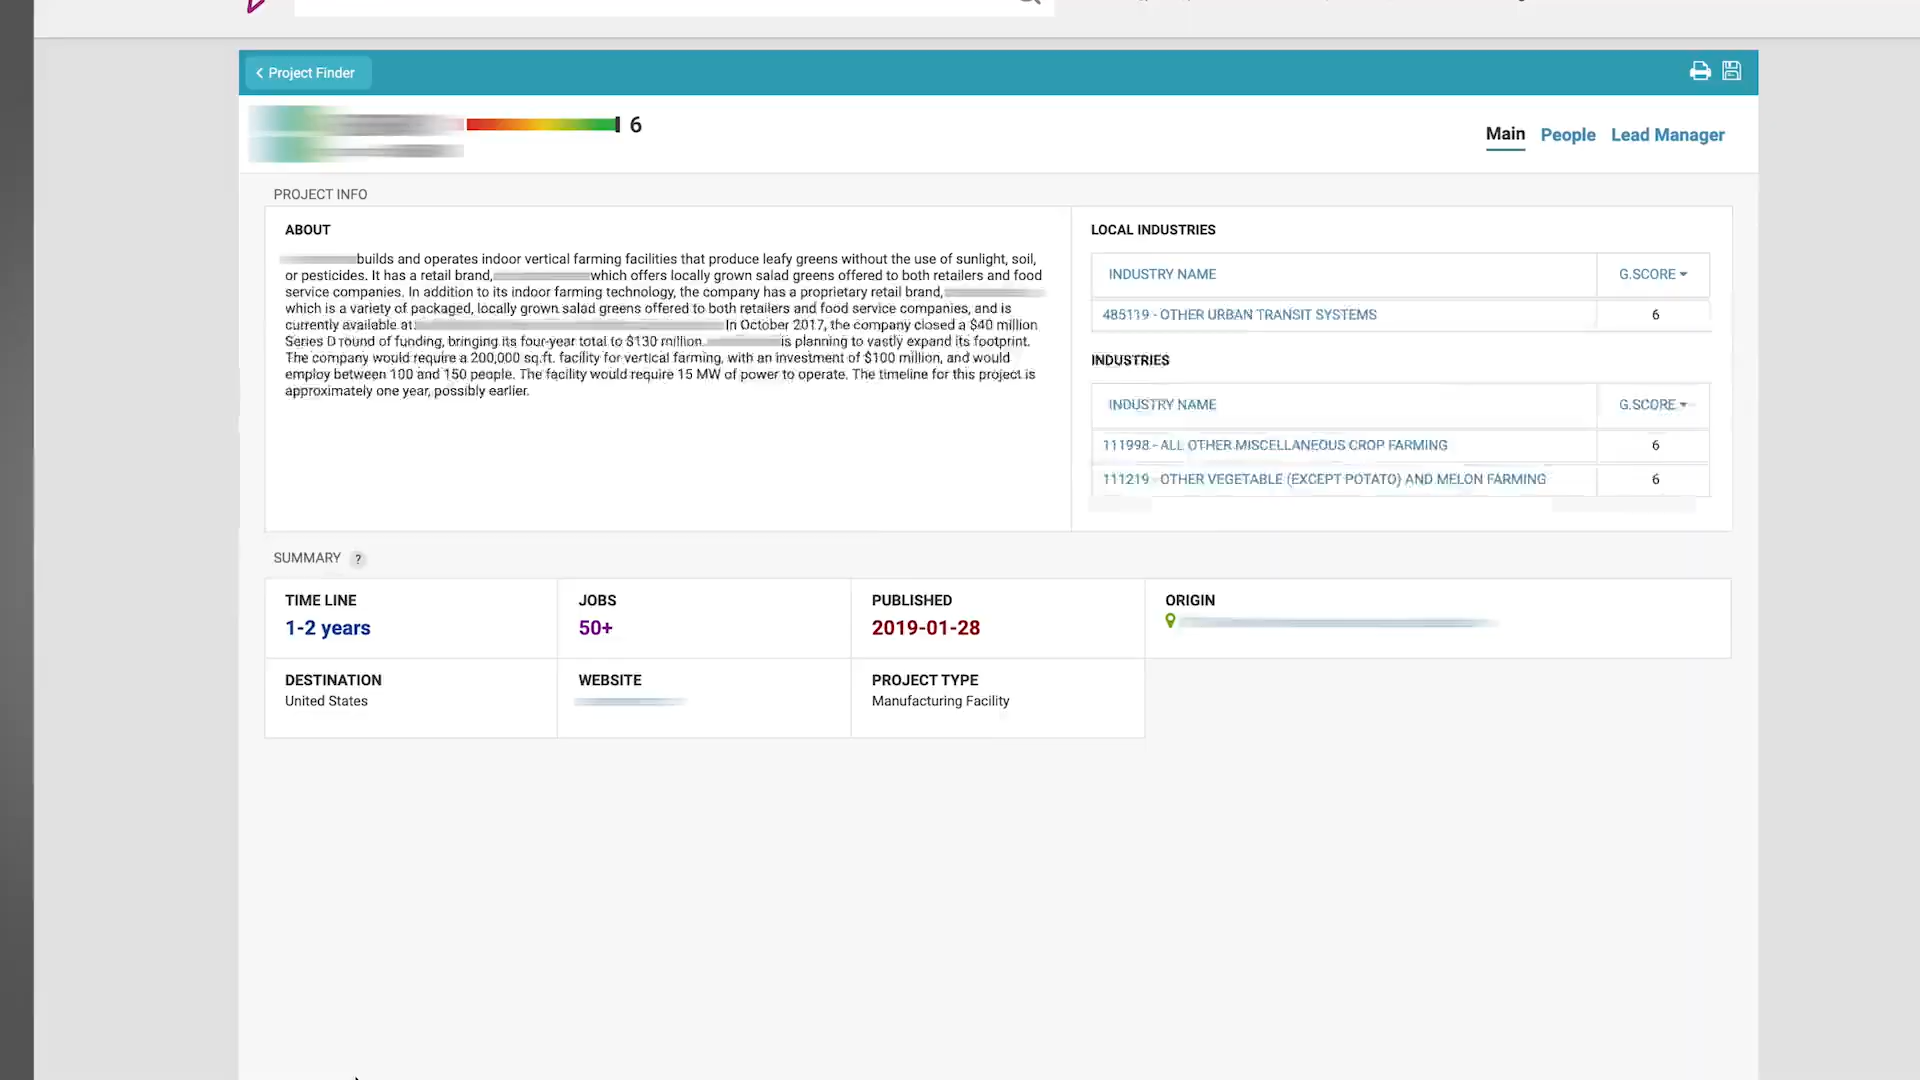 Project Finder
6
Main People Lead Manager
PROJECT INFO
ABOUT
builds and operates indoor vertical farming facilities that produce leafy greens without the use of sunlight, soil,
or pesticides. It has a retail brand, which offers locally grown salad greens offered to both retailers and food
service companies. In addition to its indoor farming technology, the company has a proprietary retail brand,
which is a variety of packaged, locally grown salad greens offered to both retailers and food service companies, and is
currently available at In October 2017, the company closed a $40 million
Series D round of funding, bringing its four-year total to $130 million. is planning to vastly expand its footprint.
The company would require a 200,000 sq.ft. facility for vertical farming, with an investment of $100 million, and would
employ between 100 and 150 people. The facility would require 15 MW of power to operate. The timeline for this project is
approximately one year, possibly earlier.
LOCAL INDUSTRIES
INDUSTRY NAME G.SCORE
485119 - OTHER URBAN TRANSIT SYSTEMS 6
INDUSTRIES
INDUSTRY NAME G.SCORE
111998 - ALL OTHER MISCELLANEOUS CROP FARMING 6
111219 - OTHER VEGETABLE (EXCEPT POTATO) AND MELON FARMING 6
SUMMARY ?
TIME LINE
1-2 years
JOBS
50+
PUBLISHED
2019-01-28
ORIGIN
DESTINATION
United States
WEBSITE
PROJECT TYPE
Manufacturing Facility